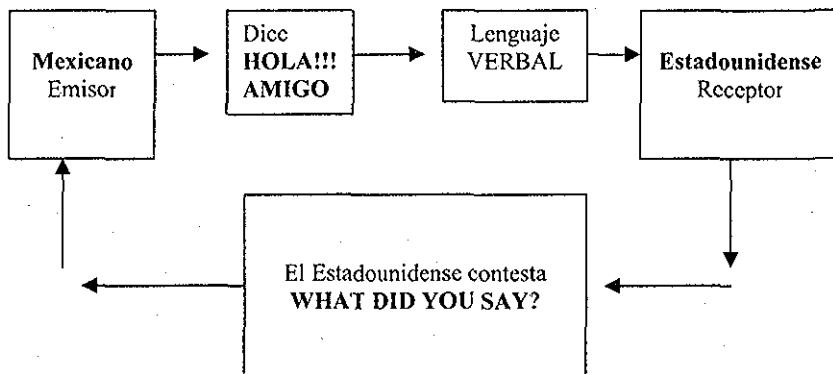 Mexicano
Emisor
Dice
HOLA!!!
AMIGO
Lenguaje
VERBAL
Estadounidense
Receptor
El Estadounidense contesta
WHAT DID YOU SAY?